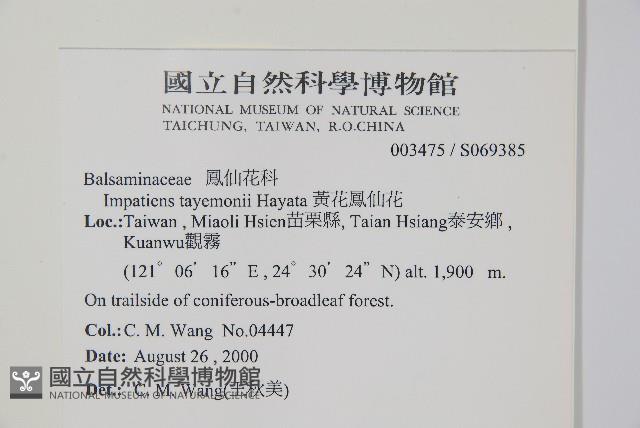 國立自然科學博物館
NATIONAL MUSEUM OF NATURAL SCIENCE
TAICHUNG, TAIWAN, R.O.CHINA
003475 / S069385
Balsaminaceae 鳳仙花科
Impatiens tayemonii Hayata 黃花鳳仙花
Loc.:Taiwan , Miaoli Hsien苗栗縣, Taian Hsiang泰安鄉 ,
Kuanwu觀霧
(121° 06′ 16” E , 24° 30′ 24” N) alt. 1,900 m.
On trailside of coniferous-broadleaf forest.
Col.: C. M. Wang No.04447
Date: August 26 , 2000
Det.: C. M. Wang(王秋美)
國立自然科學博物館
NATIONAL MUSEUM OF NATURAL SCIENCE